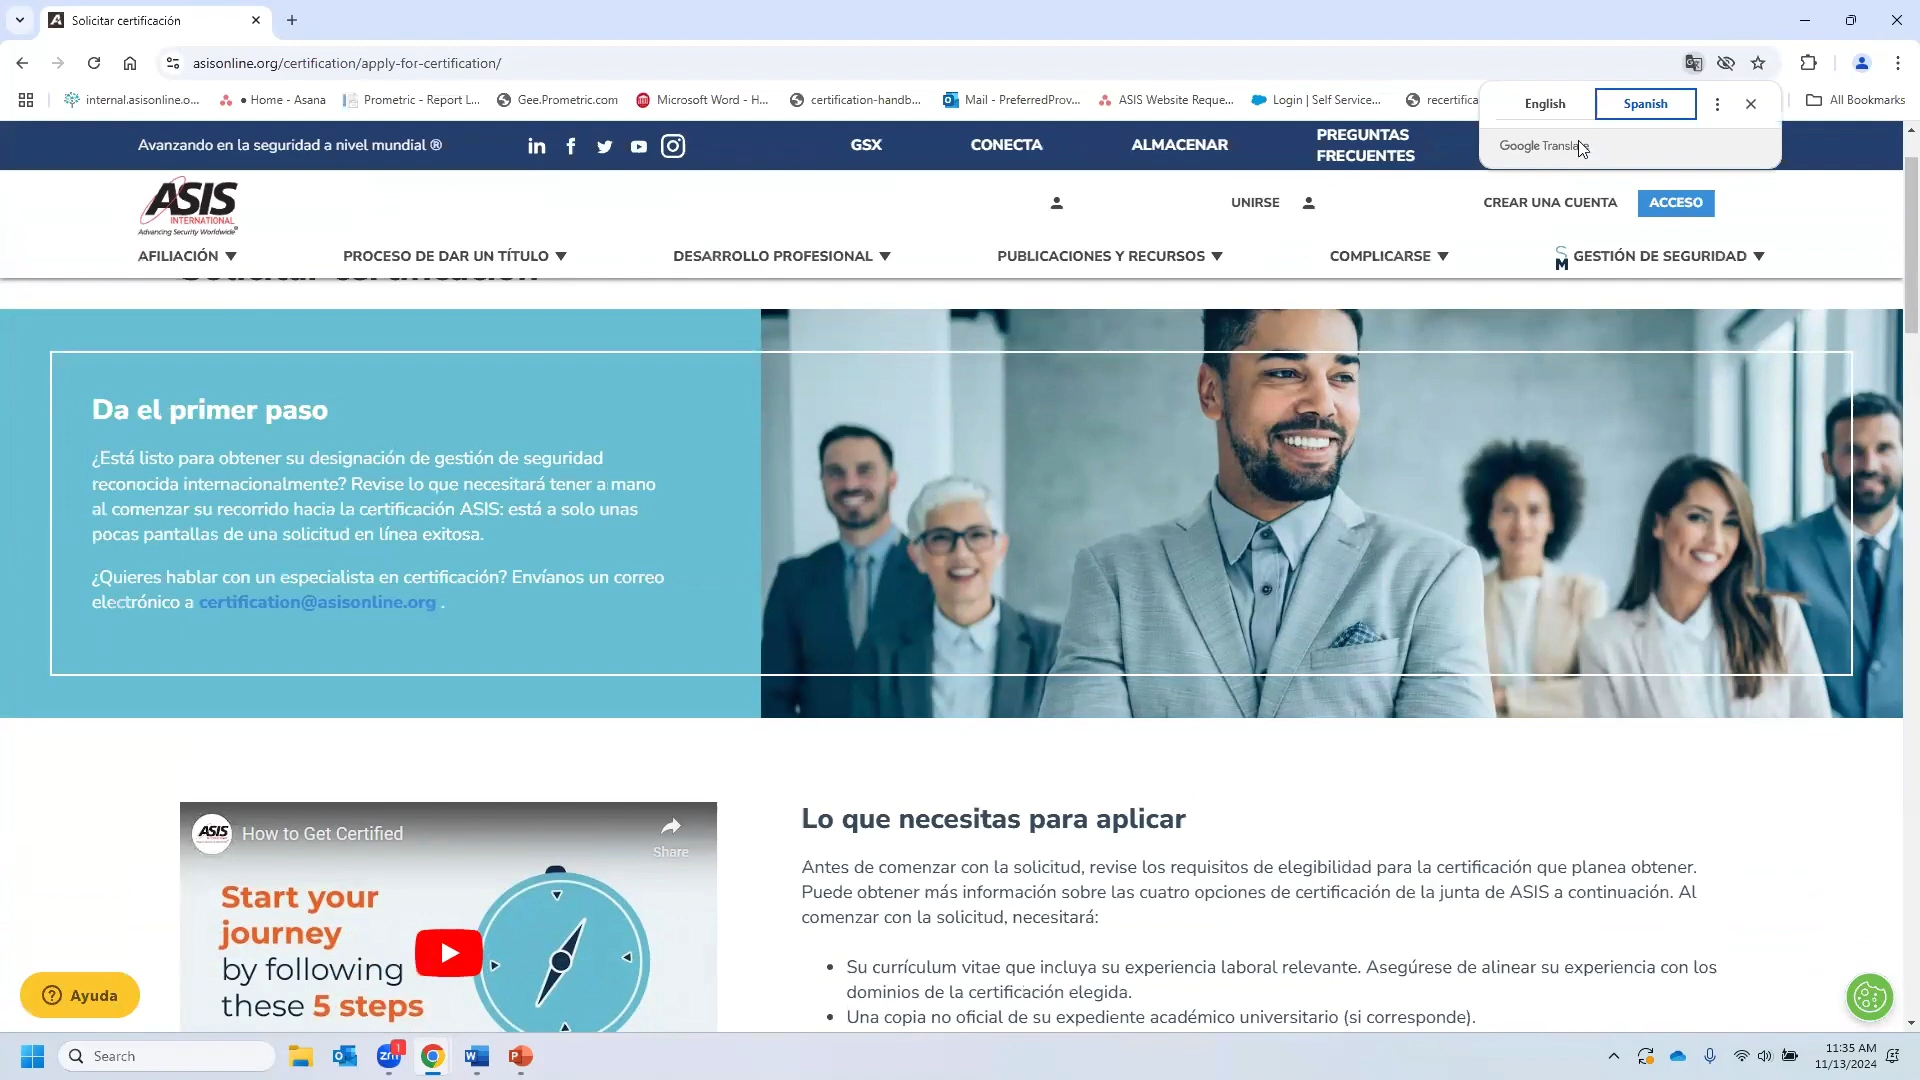 Solicitar certificación
asisonline.org/certification/apply-for-certification/
internal.asisonline.o...
• Home - Asana
Prometric - Report L...
Gee.Prometric.com
Microsoft Word - H...
certification-handb...
Mail - PreferredProv...
ASIS Website Reque...
Login | Self Service...
recertifica
English
Spanish
All Bookmarks
Google Translate
Avanzando en la seguridad a nivel mundial ®
GSX
CONECTA
ALMACENAR
PREGUNTAS
FRECUENTES
ASIS
INTERNATIONAL
Advancing Security Worldwide®
UNIRSE
CREAR UNA CUENTA
ACCESO
AFILIACIÓN ▼
PROCESO DE DAR UN TÍTULO ▼
DESARROLLO PROFESIONAL ▼
PUBLICACIONES Y RECURSOS ▼
COMPLICARSE ▼
SM GESTIÓN DE SEGURIDAD ▼
Solicitar certificación
Da el primer paso
¿Está listo para obtener su designación de gestión de seguridad
reconocida internacionalmente? Revise lo que necesitará tener a mano
al comenzar su recorrido hacia la certificación ASIS: está a solo unas
pocas pantallas de una solicitud en línea exitosa.
¿Quieres hablar con un especialista en certificación? Envíanos un correo
electrónico a certification@asisonline.org .
ASIS
How to Get Certified
Share
Start your
journey
by following
these 5 steps
Lo que necesitas para aplicar
Antes de comenzar con la solicitud, revise los requisitos de elegibilidad para la certificación que planea obtener.
Puede obtener más información sobre las cuatro opciones de certificación de la junta de ASIS a continuación. Al
comenzar con la solicitud, necesitará:
• Su currículum vitae que incluya su experiencia laboral relevante. Asegúrese de alinear su experiencia con los
dominios de la certificación elegida.
• Una copia no oficial de su expediente académico universitario (si corresponde).
Ayuda
Search
zm
1
11:35 AM
11/13/2024